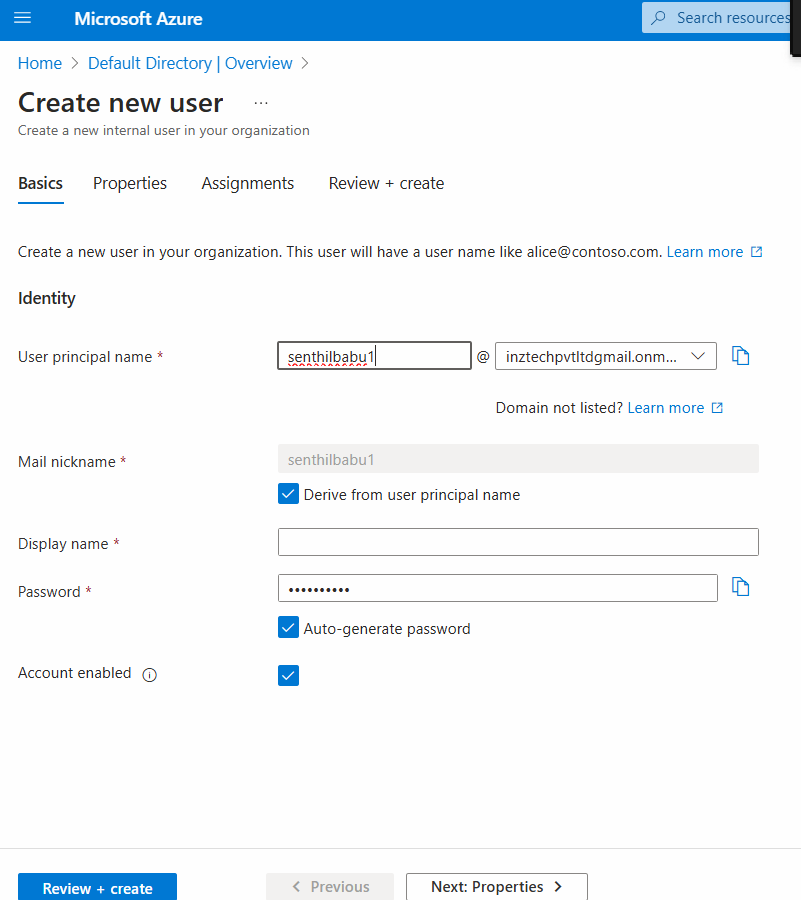 Microsoft Azure
Search resources
Home > Default Directory | Overview >
Create new user ...
Create a new internal user in your organization
Basics Properties Assignments Review + create
Create a new user in your organization. This user will have a user name like alice@contoso.com. Learn more
Identity
User principal name * senthilbabu1 @ inztechpvtltdgmail.onm...
Domain not listed? Learn more
Mail nickname * senthilbabu1
Derive from user principal name
Display name *
Password * ••••••••••
Auto-generate password
Account enabled
Review + create < Previous Next: Properties >